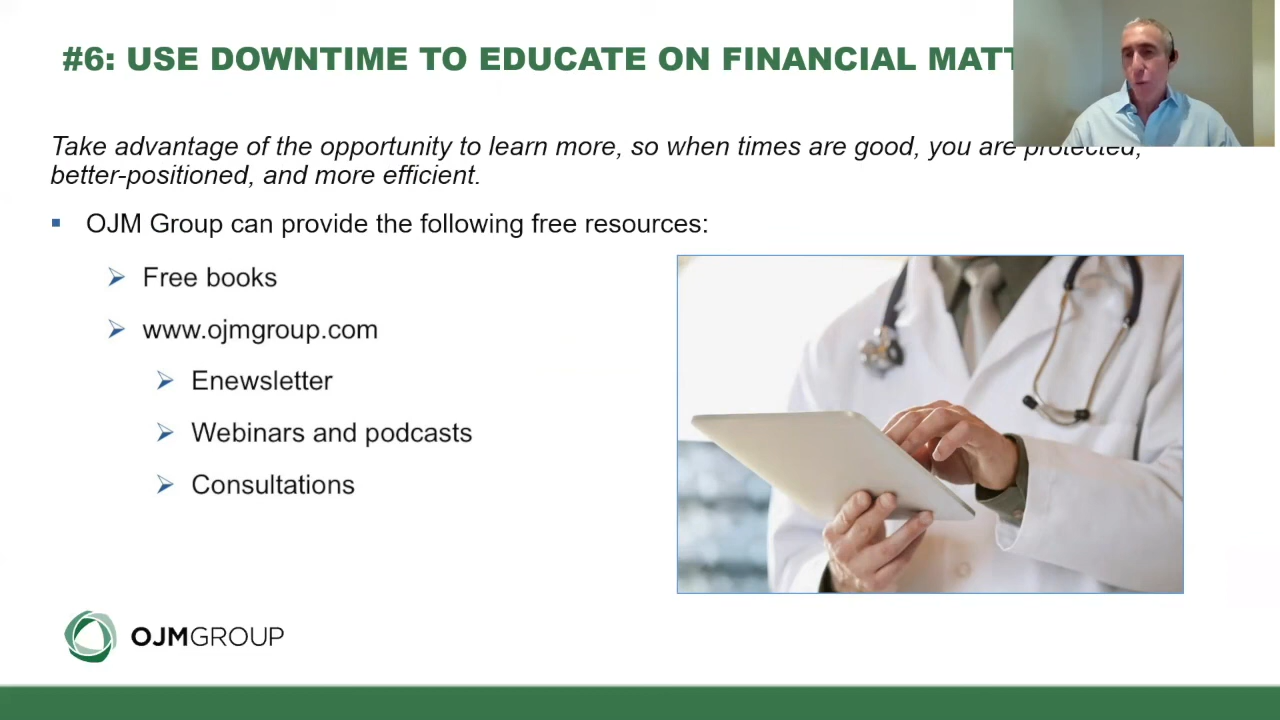 #6: USE DOWNTIME TO EDUCATE ON FINANCIAL
Take advantage of the opportunity to learn more, so when times are good, you are protected,
better-positioned, and more efficient.
▪ OJM Group can provide the following free resources:
➢ Free books
➢ www.ojmgroup.com
➢ Enewsletter
➢ Webinars and podcasts
➢ Consultations
OJMGROUP